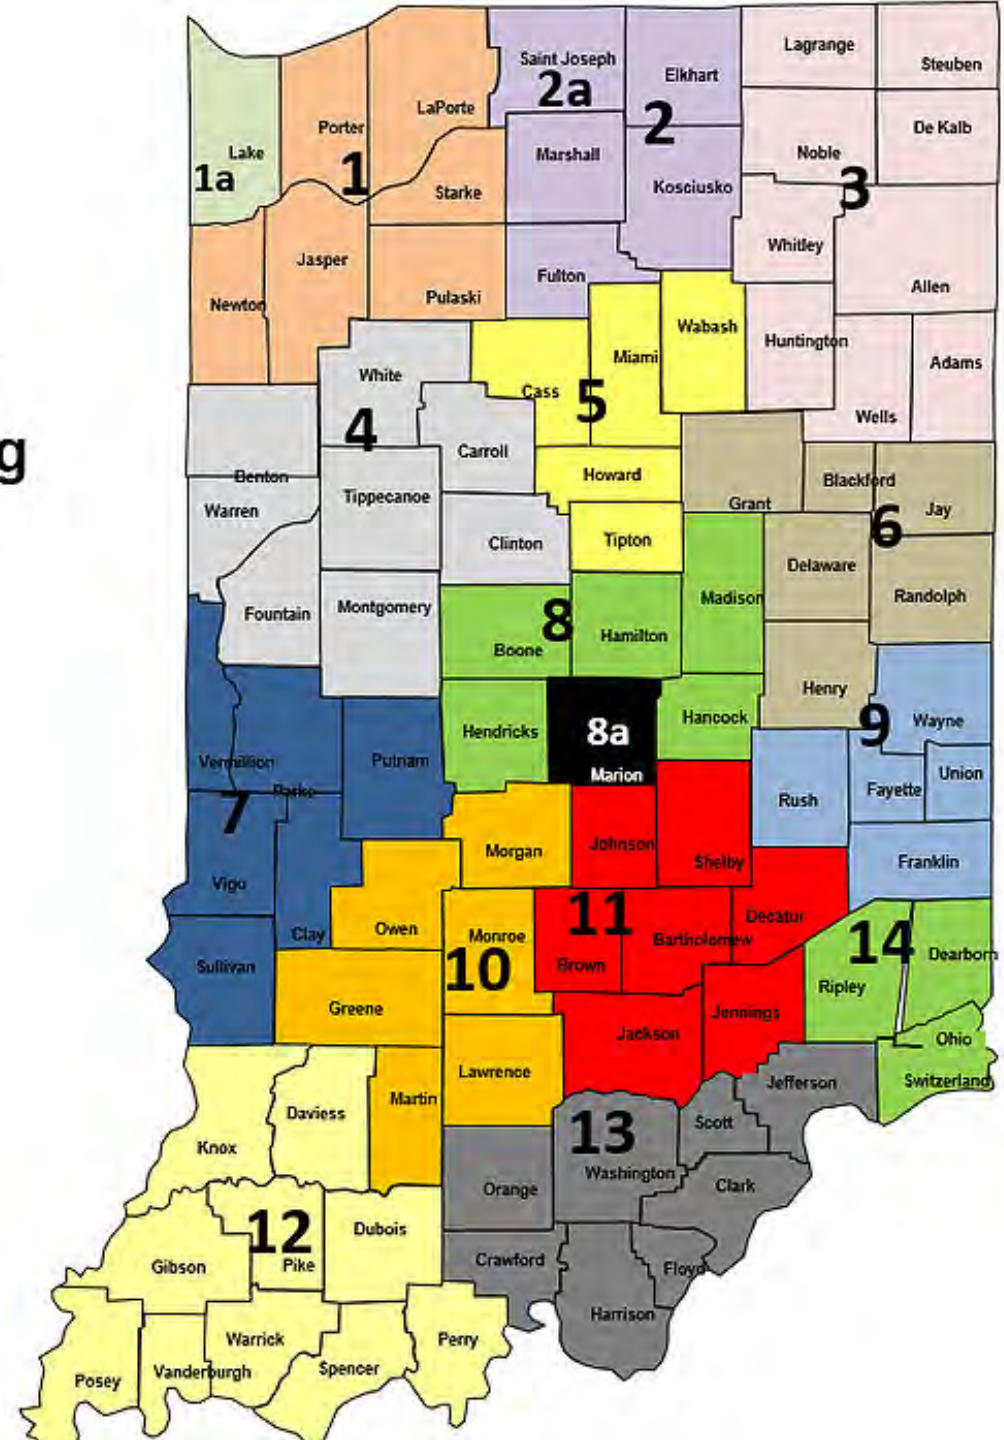 Lagrange
Steuben
Saint Joseph
2a
Elkhart
LaPorte
Porter
2
De Kalb
Lake
1a
1
Marshall
Noble
3
Starke
Kosciusko
Jasper
Whitley
Newton
Pulaski
Fulton
Allen
Wabash
Huntington
Miami
Adams
White
Cass
5
4
Wells
g
Carroll
Benton
Howard
Blackford
Tippecanoe
Grant
Jay
Warren
6
Clinton
Tipton
Delaware
Madison
Randolph
Fountain
Montgomery
8
Hamilton
Boone
Henry
Hendricks
8a
Hancock
9
Wayne
Vermillion
Putnam
Marion
Union
Parke
Rush
Fayette
7
Morgan
Johnson
Shelby
Franklin
Vigo
Owen
11
Decatur
Clay
Monroe
Bartholomew
14
Dearborn
Sullivan
10
Brown
Ripley
Greene
Jackson
Jennings
Ohio
Lawrence
Switzerland
Martin
Jefferson
Daviess
Knox
13
Scott
Washington
Orange
Clark
12
Dubois
Gibson
Pike
Crawford
Floyd
Harrison
Warrick
Perry
Posey
Vanderburgh
Spencer